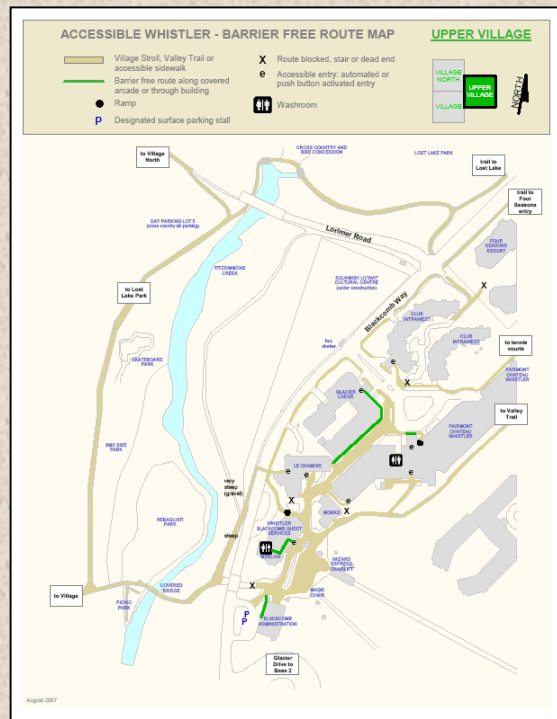 ACCESSIBLE WHISTLER - BARRIER FREE ROUTE MAP
UPPER VILLAGE
Village Stroll, Valley Trail or
accessible sidewalk
Barrier free route along covered
arcade or through building
Ramp
P Designated surface parking stall
X Route blocked, stair or dead end
e Accessible entry: automated or
push button activated entry
Washroom
VILLAGE
NORTH
UPPER
VILLAGE
VILLAGE
NORTH
to Village
North
CROSS COUNTRY AND
BIKE CONCESSION
LOST LAKE PARK
trail to
Lost Lake
trail to
Four
Seasons
entry
DAY PARKING LOT 5
(cross country ski parking)
Lorimer Road
FOUR
SEASONS
RESORT
FITZSIMMONS
CREEK
SQUAMISH LIL'WAT
CULTURAL CENTRE
(under construction)
to Lost
Lake Park
Blackcomb Way
X
CLUB
INTRAWEST
CLUB
INTRAWEST
bus
shelter
to tennis
courts
SKATEBOARD
PARK
e
FAIRMONT
CHATEAU
WHISTLER
X
e
GLACIER
LODGE
to Valley
Trail
FAIRMONT
CHATEAU
WHISTLER
BMX BIKE
PARK
e
LE CHAMOIS
e
e
e
very
steep
(gravel)
X
e
MONKS
X
REBAGLIATI
PARK
WHISTLER
BLACKCOMB GUEST
SERVICES
steep
e
MERLINS
WIZARD
EXPRESS
CHAIRLIFT
COVERED
BRIDGE
X
MAGIC
CHAIR
to Village
PICNIC
PARK
P
P
BLACKCOMB
ADMINISTRATION
Glacier
Drive to
Base 2
August 2007